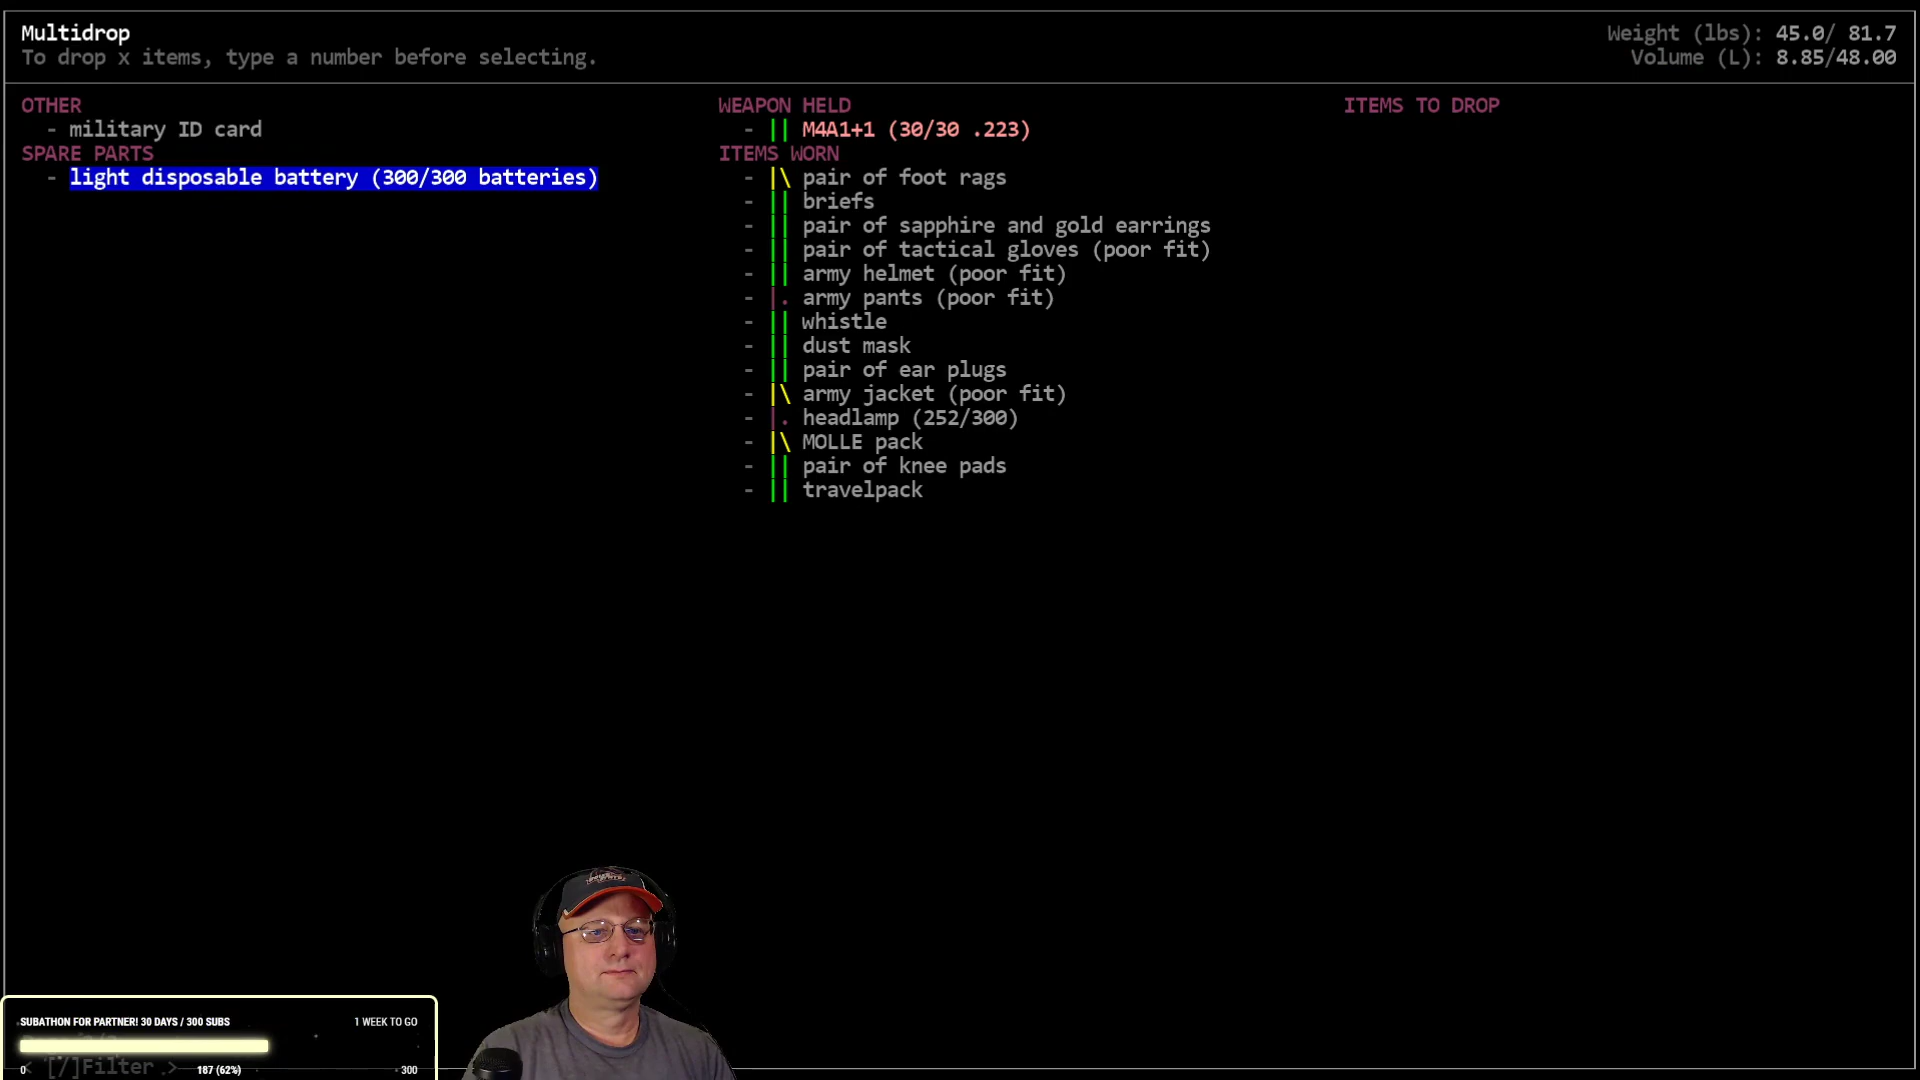 Multidrop
To drop x items, type a number before selecting.
Weight (lbs): 45.0/ 81.7
Volume (L): 8.85/48.00
OTHER
- military ID card
SPARE PARTS
- light disposable battery (300/300 batteries)
WEAPON HELD
- || M4A1+1 (30/30 .223)
ITEMS WORN
- |\ pair of foot rags
- || briefs
- || pair of sapphire and gold earrings
- || pair of tactical gloves (poor fit)
- || army helmet (poor fit)
- |. army pants (poor fit)
- || whistle
- || dust mask
- || pair of ear plugs
- |\ army jacket (poor fit)
- |. headlamp (252/300)
- |\ MOLLE pack
- || pair of knee pads
- || travelpack
ITEMS TO DROP
SUBATHON FOR PARTNER! 30 DAYS / 300 SUBS
1 WEEK TO GO
0
187 (62%)
300
< [/]Filter >